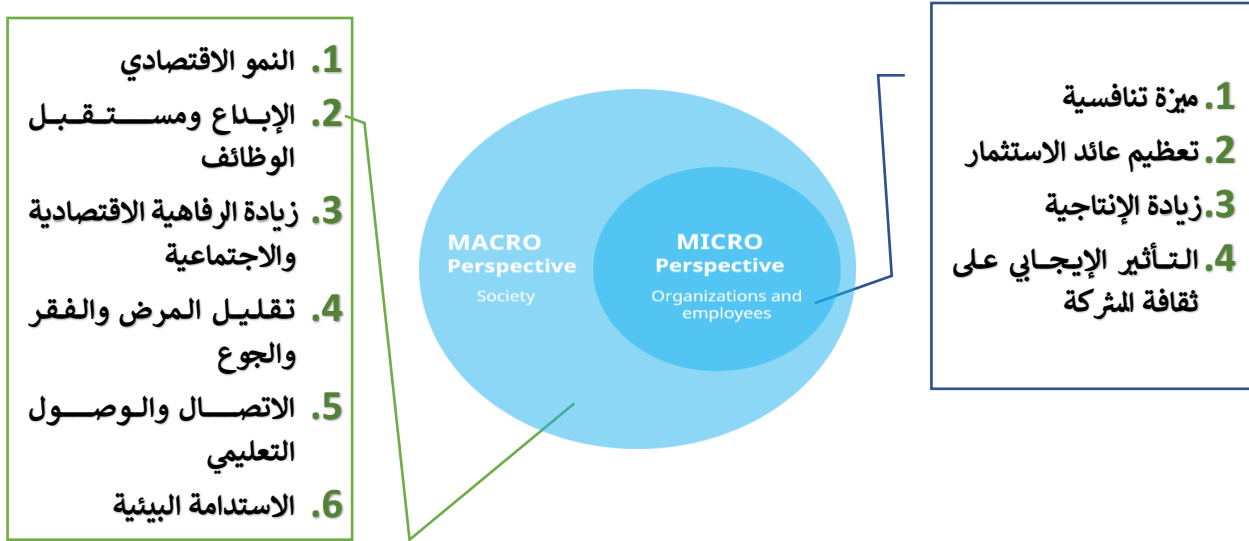 1. النمو الاقتصادي
2. الإبداع ومستقبل
الوظائف
3. زيادة الرفاهية الاقتصادية
والاجتماعية
4. تقليل المرض والفقر
والجوع
5. الاتصال والوصول
التعليمي
6. الاستدامة البيئية
MACRO
Perspective
Society
MICRO
Perspective
Organizations and
employees
1. ميزة تنافسية
2. تعظيم عائد الاستثمار
3. زيادة الإنتاجية
4. التأثير الإيجابي على
ثقافة الشركة